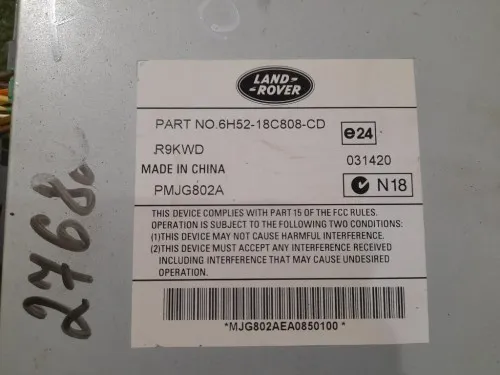 LAND-
-ROVER
PART NO.6H52-18C808-CD
e24
R9KWD
031420
MADE IN CHINA
PMJG802A
N18
THIS DEVICE COMPLIES WITH PART 15 OF THE FCC RULES.
OPERATION IS SUBJECT TO THE FOLLOWING TWO CONDITIONS:
(1)THIS DEVICE MAY NOT CAUSE HARMFUL INTERFERENCE.
(2)THIS DEVICE MUST ACCEPT ANY INTERFERENCE RECEIVED
INCLUDING INTERFERENCE THAT MAY CAUSE UNDESIRED
OPERATION.
*MJG802AEA0850100*